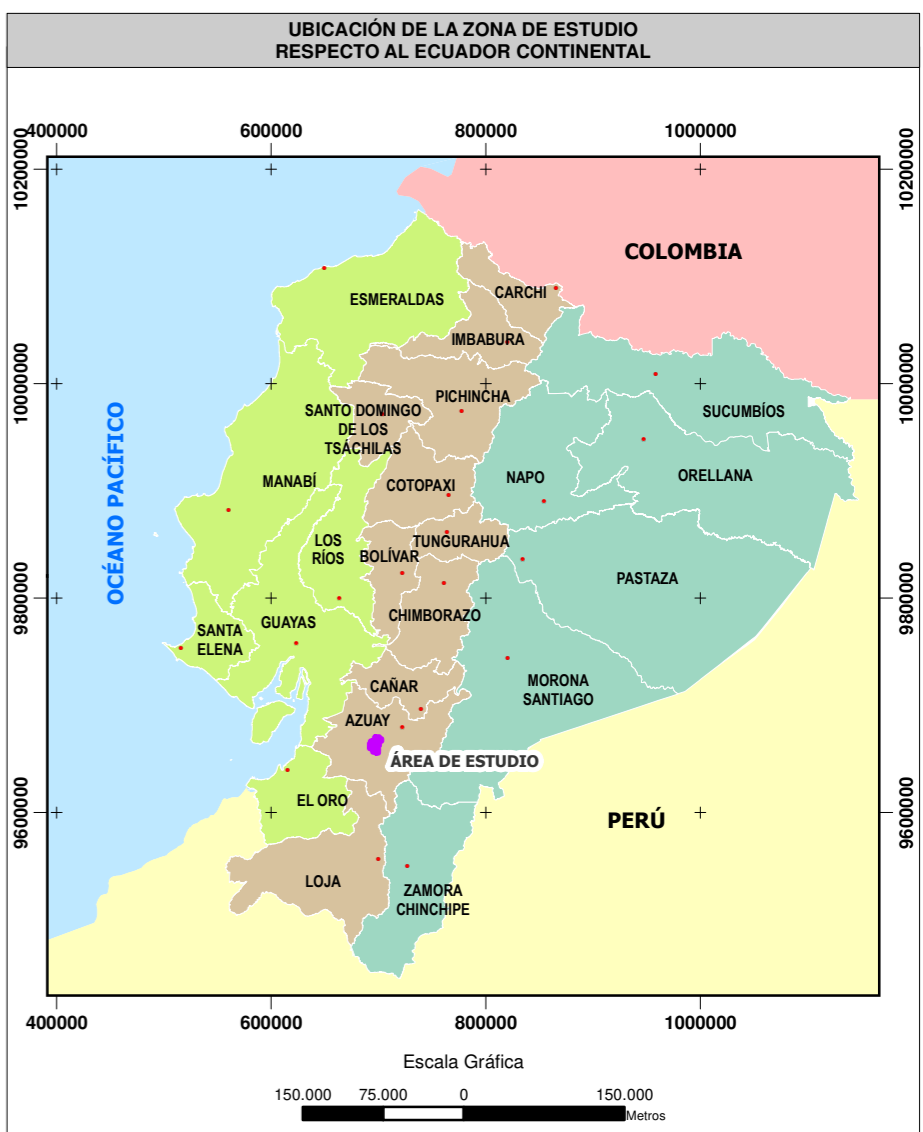 UBICACIÓN DE LA ZONA DE ESTUDIO
RESPECTO AL ECUADOR CONTINENTAL
400000
600000
800000
1000000
10200000
10200000
COLOMBIA
CARCHI
ESMERALDAS
IMBABURA
10000000
10000000
PICHINCHA
SANTO DOMINGO
DE LOS
TSÁCHILAS
SUCUMBÍOS
OCÉANO PACÍFICO
MANABÍ
COTOPAXI
NAPO
ORELLANA
LOS
RÍOS
BOLÍVAR
TUNGURAHUA
PASTAZA
9800000
9800000
CHIMBORAZO
SANTA
ELENA
GUAYAS
CAÑAR
MORONA
SANTIAGO
AZUAY
ÁREA DE ESTUDIO
EL ORO
9600000
9600000
PERÚ
LOJA
ZAMORA
CHINCHIPE
400000
600000
800000
1000000
Escala Gráfica
150.000
75.000
0
150.000
Metros